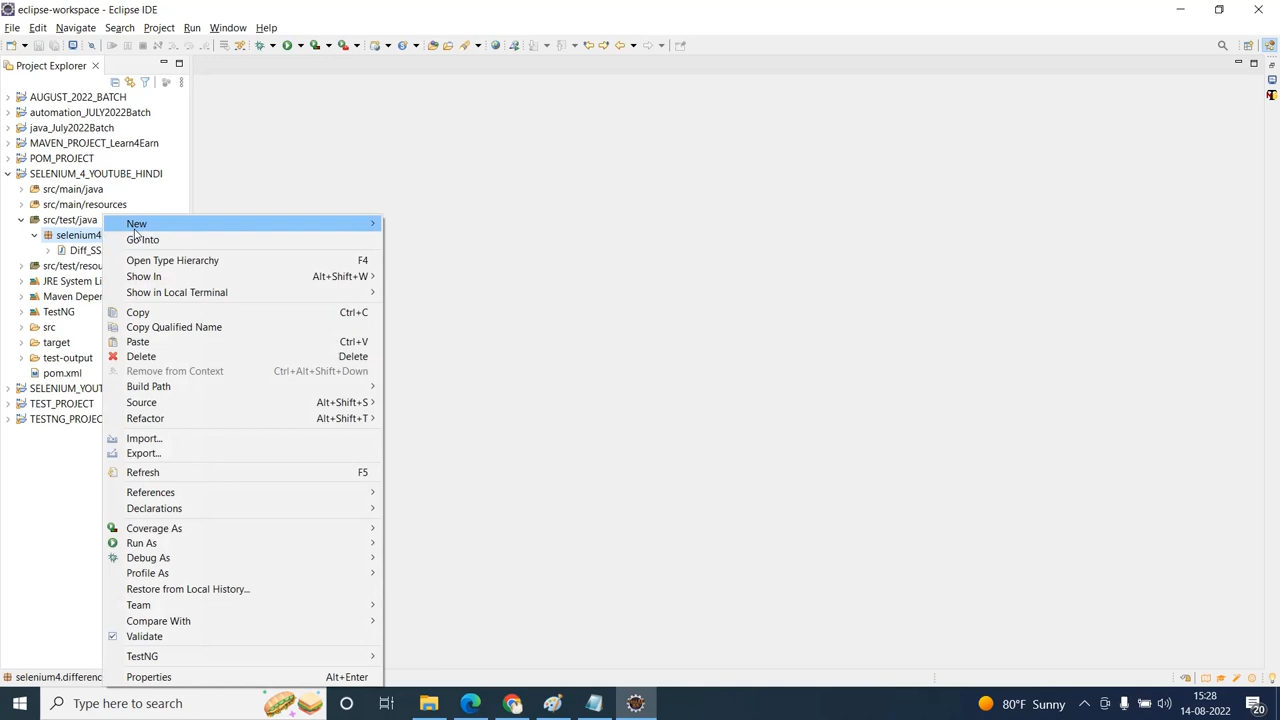 eclipse-workspace - Eclipse IDE
File Edit Navigate Search Project Run Window Help
Project Explorer
AUGUST_2022_BATCH
automation_JULY2022Batch
java_July2022Batch
MAVEN_PROJECT_Learn4Earn
POM_PROJECT
SELENIUM_4_YOUTUBE_HINDI
src/main/java
src/main/resources
src/test/java
selenium4
Diff_SS
src/test/resou
JRE System Li
Maven Deper
TestNG
src
target
test-output
pom.xml
SELENIUM_YOUT
TEST_PROJECT
TESTNG_PROJEC
New
Go Into
Open Type Hierarchy F4
Show In Alt+Shift+W
Show in Local Terminal
Copy Ctrl+C
Copy Qualified Name
Paste Ctrl+V
Delete Delete
Remove from Context Ctrl+Alt+Shift+Down
Build Path
Source Alt+Shift+S
Refactor Alt+Shift+T
Import...
Export...
Refresh F5
References
Declarations
Coverage As
Run As
Debug As
Profile As
Restore from Local History...
Team
Compare With
Validate
TestNG
Properties Alt+Enter
selenium4.differenc
Type here to search
80°F Sunny
15:28
14-08-2022
20